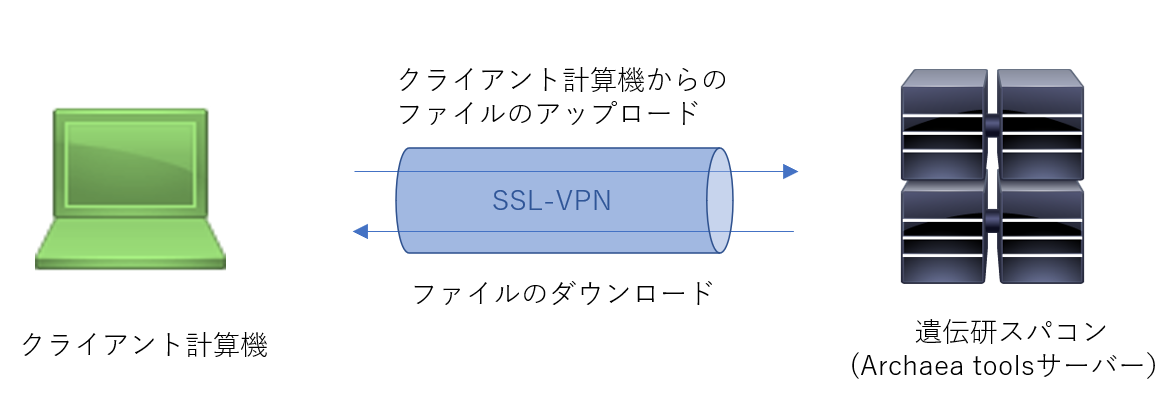 クライアント計算機からの
ファイルのアップロード
SSL-VPN
ファイルのダウンロード
クライアント計算機
遺伝研スパコン
(Archaea toolsサーバー)